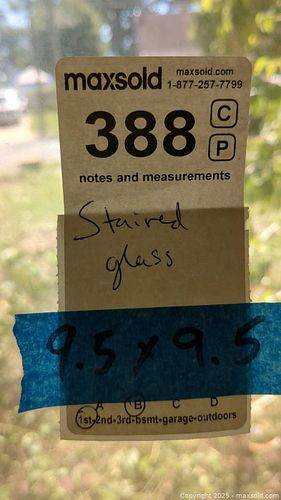 maxsold maxsold.com
1-877-257-7799
388 C
P
notes and measurements
Stained
glass
9.5 x 9.5
A B C D
1st-2nd-3rd-bsmt-garage-outdoors
Copyright 2025 - maxsold.com